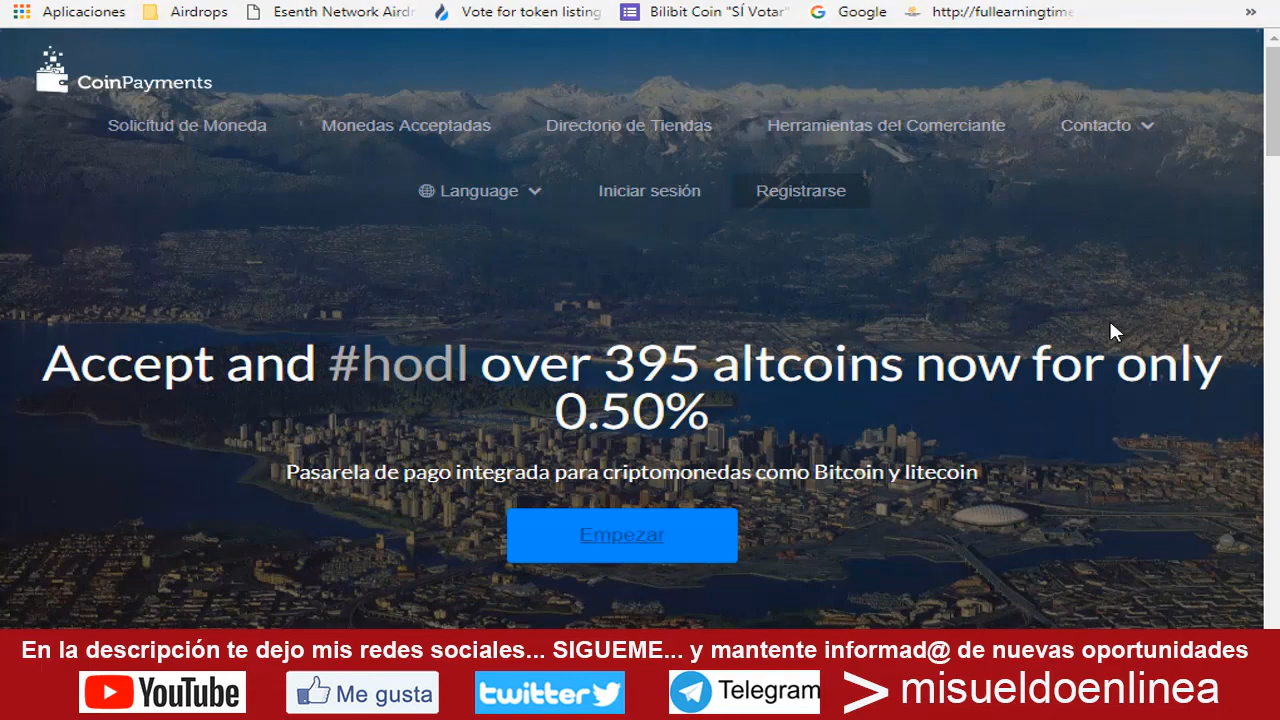 Aplicaciones Airdrops Esenth Network Airdr Vote for token listing Bilibit Coin "SÍ Votar" Google http://fullearningtime »
CoinPayments
Solicitud de Moneda Monedas Acceptadas Directorio de Tiendas Herramientas del Comerciante Contacto
Language Iniciar sesión Registrarse
Accept and #hodl over 395 altcoins now for only
0.50%
Pasarela de pago integrada para criptomonedas como Bitcoin y litecoin
Empezar
En la descripción te dejo mis redes sociales... SIGUEME... y mantente informad@ de nuevas oportunidades
YouTube Me gusta twitter Telegram > misueldoenlinea